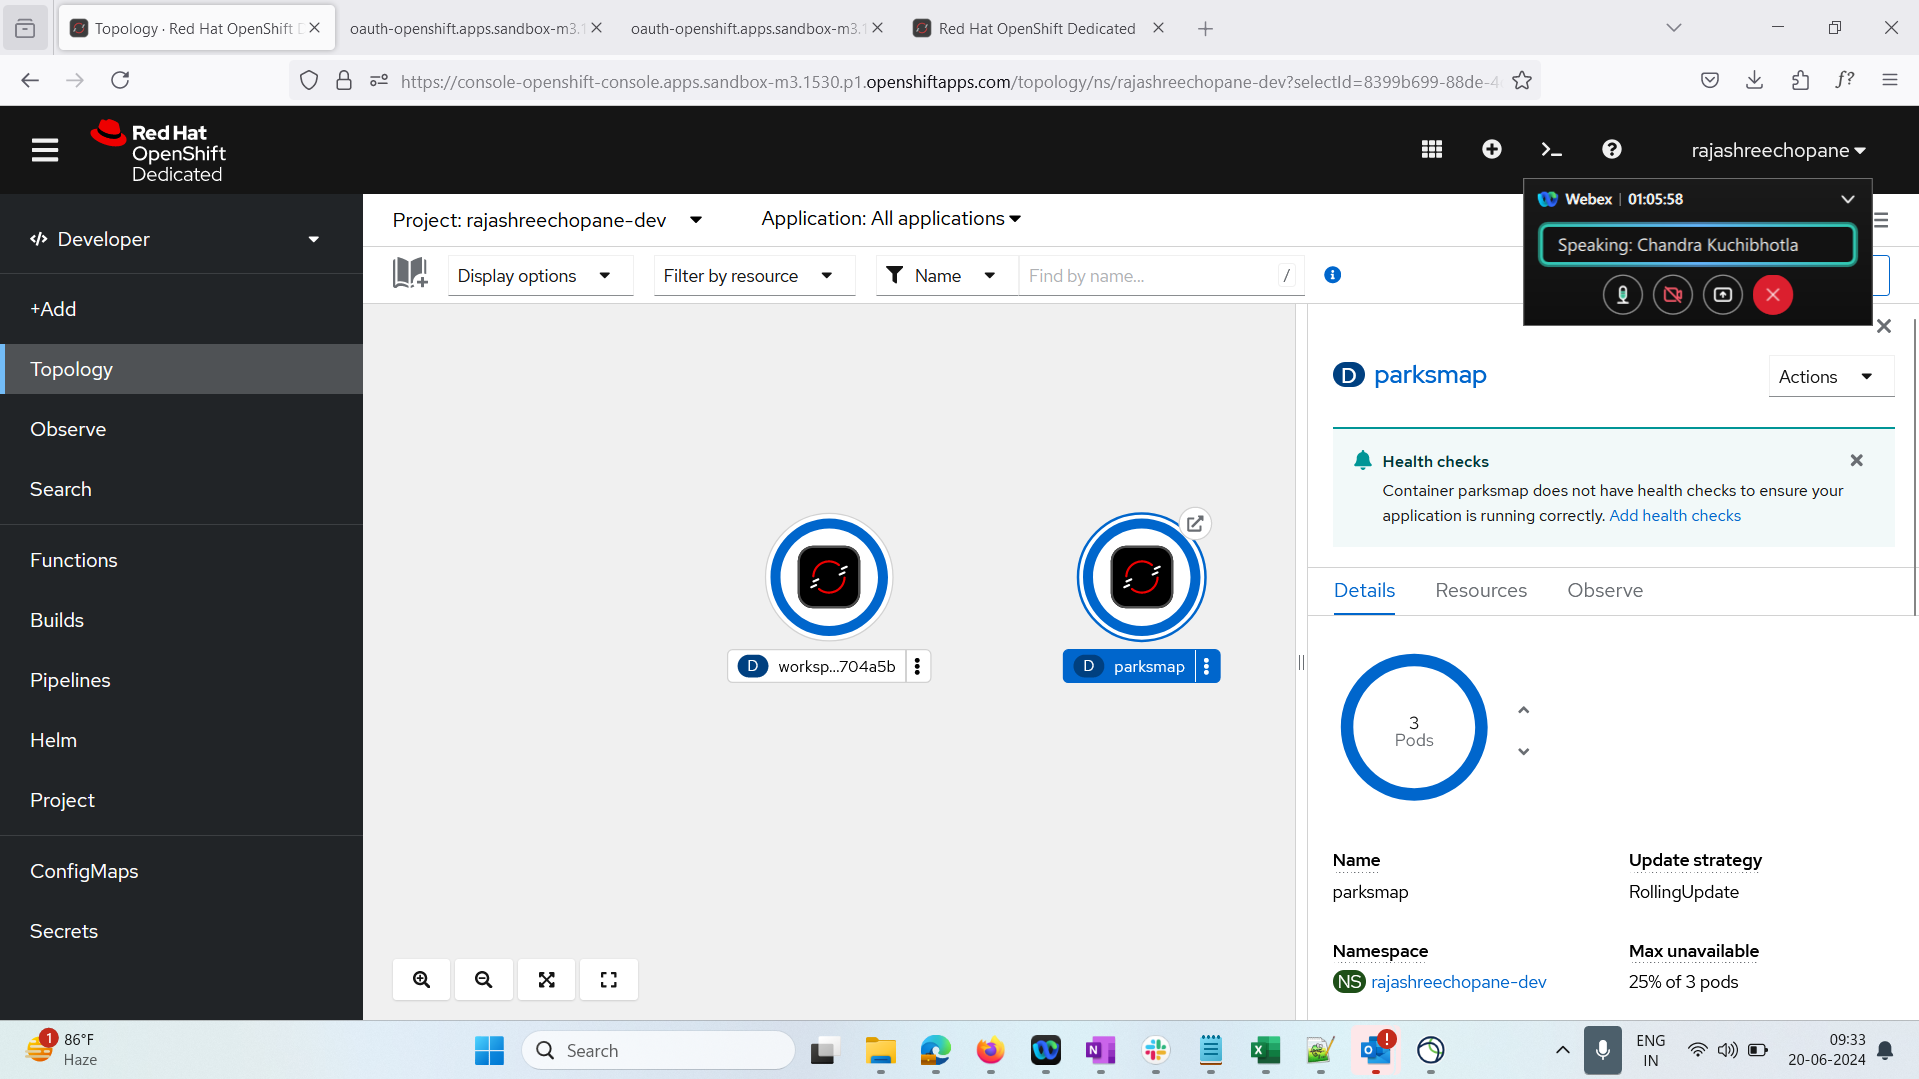 Topology · Red Hat OpenShift D
oauth-openshift.apps.sandbox-m3.1
oauth-openshift.apps.sandbox-m3.1
Red Hat OpenShift Dedicated
https://console-openshift-console.apps.sandbox-m3.1530.p1.openshiftapps.com/topology/ns/rajashreechopane-dev?selectId=8399b699-88de-4
Red Hat
OpenShift
Dedicated
rajashreechopane
Webex | 01:05:58
Speaking: Chandra Kuchibhotla
Developer
+Add
Topology
Observe
Search
Functions
Builds
Pipelines
Helm
Project
ConfigMaps
Secrets
Project: rajashreechopane-dev
Application: All applications
Display options
Filter by resource
Name
Find by name...
/
D worksp...704a5b
D parksmap
D parksmap
Actions
Health checks
Container parksmap does not have health checks to ensure your
application is running correctly. Add health checks
Details
Resources
Observe
3
Pods
Name
parksmap
Update strategy
RollingUpdate
Namespace
NS rajashreechopane-dev
Max unavailable
25% of 3 pods
1
86°F
Haze
Search
ENG
IN
09:33
20-06-2024